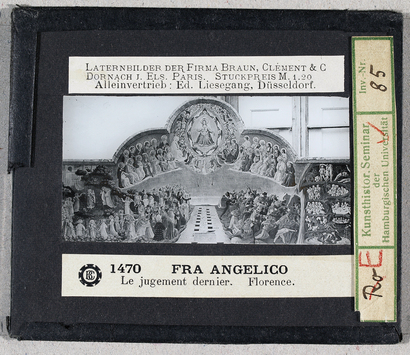 LATERNBILDER DER FIRMA BRAUN, CLÉMENT & C
DORNACH I. ELS. PARIS. STUCKPREIS M. 1.20
Alleinvertrieb: Ed. Liesegang, Düsseldorf.
1470 FRA ANGELICO
Le jugement dernier. Florence.
Inv.-Nr. 85
Kunsthistor. Seminar
der
Hamburgischen Universität